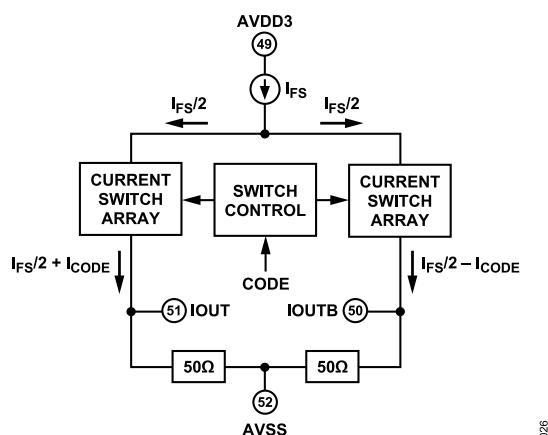 AVDD3
49
IFS
IFS/2
IFS/2
CURRENT
SWITCH
ARRAY
SWITCH
CONTROL
CURRENT
SWITCH
ARRAY
IFS/2 + ICODE
CODE
IFS/2 – ICODE
51 IOUT
IOUTB 50
50Ω
50Ω
52
AVSS
026